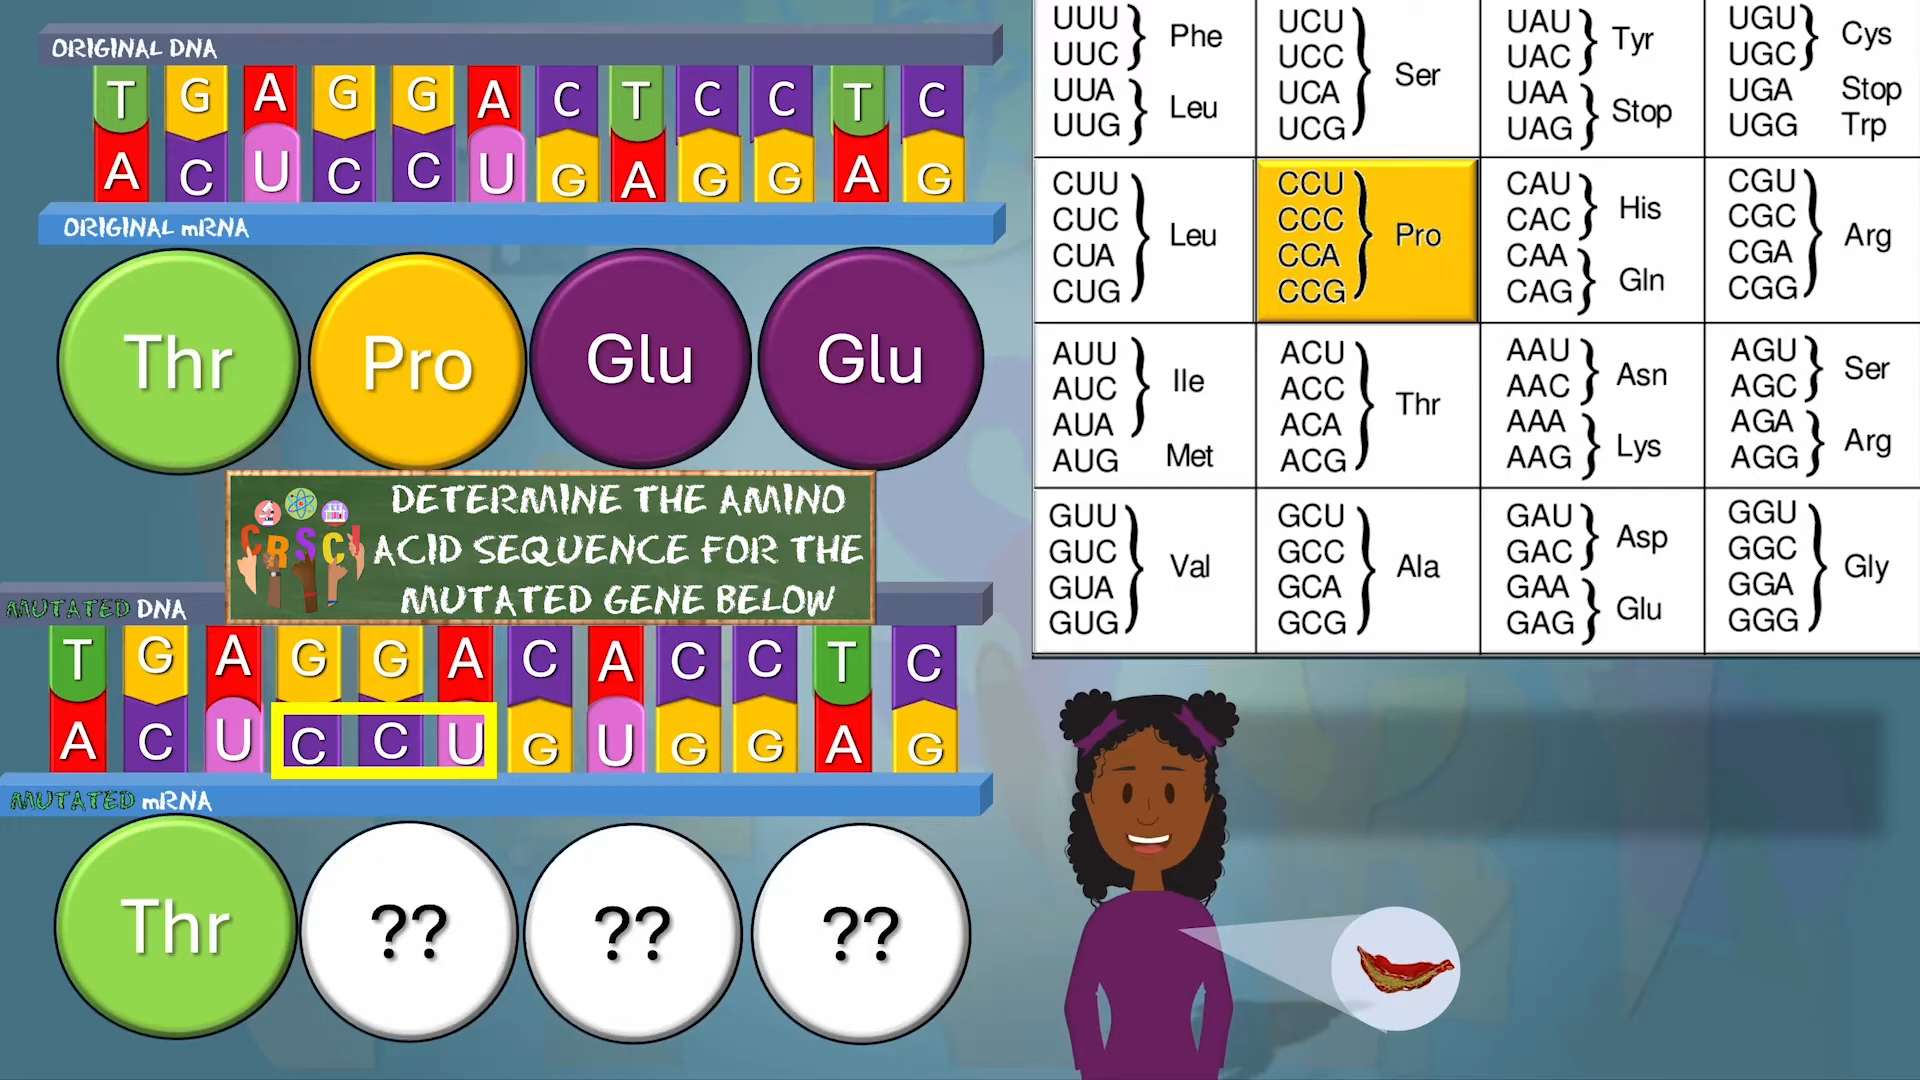 ORIGINAL DNA
T G A G G A C T C C T C
A C U C C U G A G G A G
ORIGINAL mRNA
Thr Pro Glu Glu
CRSCI
DETERMINE THE AMINO
ACID SEQUENCE FOR THE
MUTATED GENE BELOW
MUTATED DNA
T G A G G A C A C C T C
A C U C C U G U G G A G
MUTATED mRNA
Thr ?? ?? ??
UUU
UUC
Phe
UUA
UUG
Leu
UCU
UCC
UCA
UCG
Ser
UAU
UAC
Tyr
UAA
UAG
Stop
UGU
UGC
Cys
UGA Stop
UGG Trp
CUU
CUC
CUA
CUG
Leu
CCU
CCC
CCA
CCG
Pro
CAU
CAC
His
CAA
CAG
Gln
CGU
CGC
CGA
CGG
Arg
AUU
AUC
AUA
Ile
AUG Met
ACU
ACC
ACA
ACG
Thr
AAU
AAC
Asn
AAA
AAG
Lys
AGU
AGC
Ser
AGA
AGG
Arg
GUU
GUC
GUA
GUG
Val
GCU
GCC
GCA
GCG
Ala
GAU
GAC
Asp
GAA
GAG
Glu
GGU
GGC
GGA
GGG
Gly